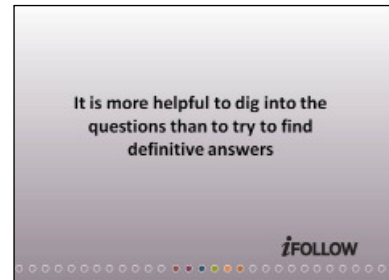 It is more helpful to dig into the
questions than to try to find
definitive answers
iFOLLOW